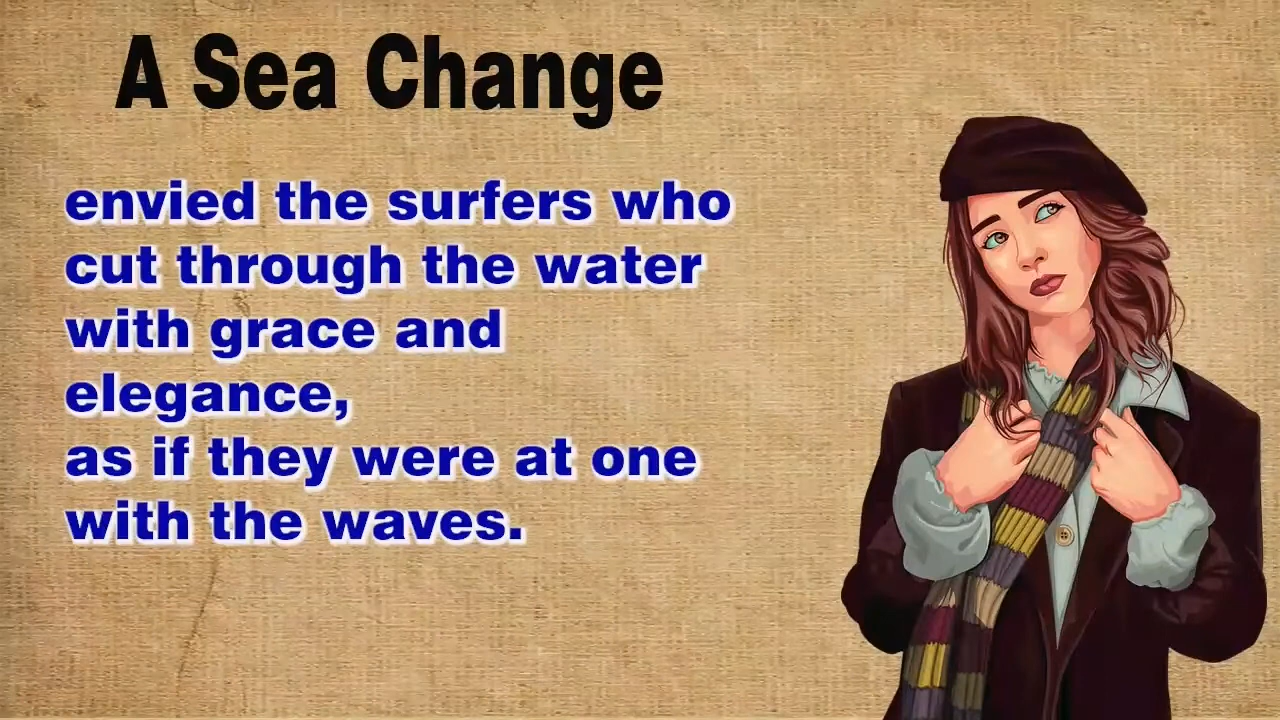 A Sea Change
envied the surfers who
cut through the water
with grace and
elegance,
as if they were at one
with the waves.